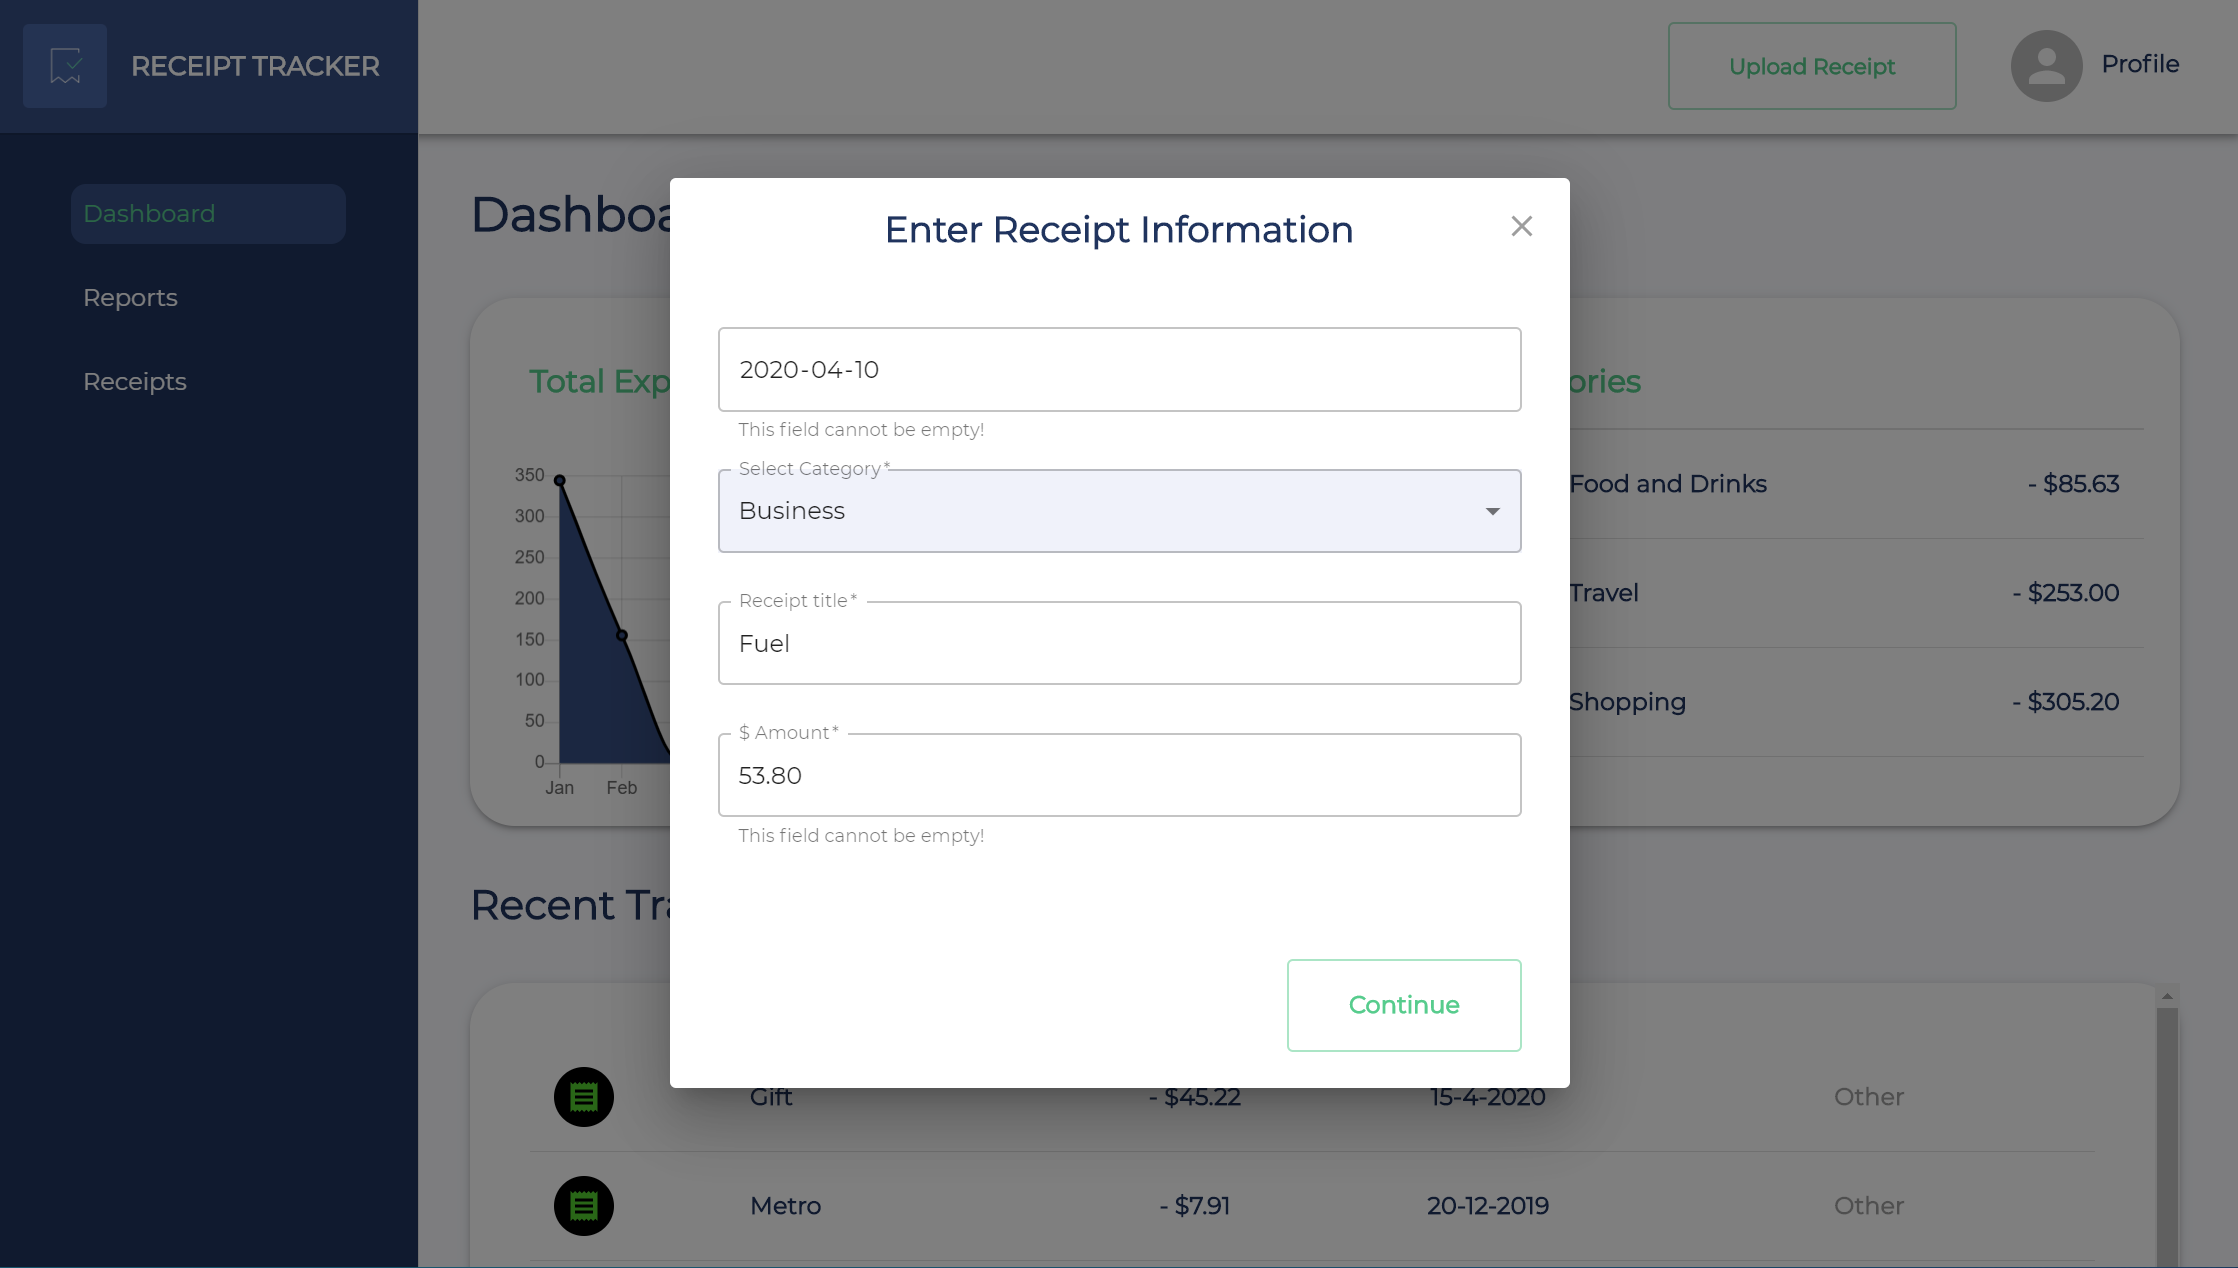 RECEIPT TRACKER
Upload Receipt
Profile
Dashboard
Reports
Receipts
Dashboa
Total Exp
ories
350
300
250
200
150
100
50
0
Jan Feb
Food and Drinks - $85.63
Travel - $253.00
Shopping - $305.20
Enter Receipt Information
2020-04-10
This field cannot be empty!
Select Category *
Business
Receipt title *
Fuel
$ Amount *
53.80
This field cannot be empty!
Continue
Recent Tra
Gift - $45.22 15-4-2020 Other
Metro - $7.91 20-12-2019 Other